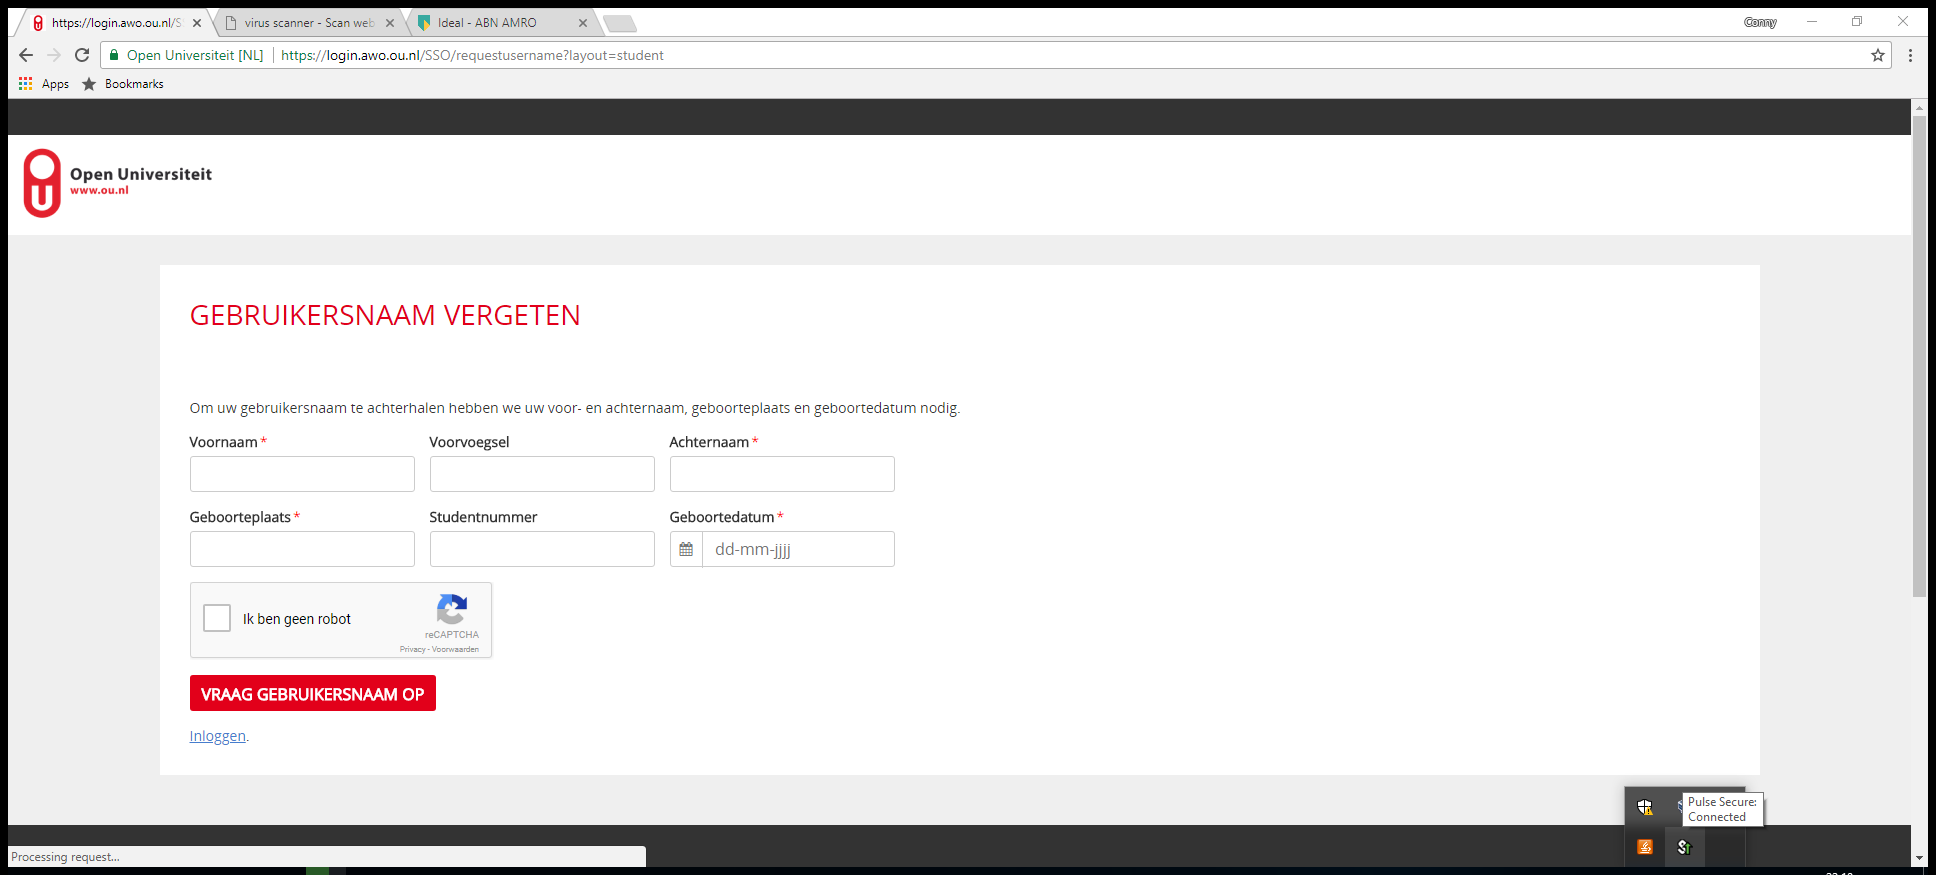 https://login.awo.ou.nl/S
virus scanner - Scan web
Ideal - ABN AMRO
Conny
Open Universiteit [NL]
https://login.awo.ou.nl/SSO/requestusername?layout=student
Apps
Bookmarks
Open Universiteit
www.ou.nl
GEBRUIKERSNAAM VERGETEN
Om uw gebruikersnaam te achterhalen hebben we uw voor- en achternaam, geboorteplaats en geboortedatum nodig.
Voornaam* Voorvoegsel Achternaam*
Geboorteplaats* Studentnummer Geboortedatum*
dd-mm-jjjj
Ik ben geen robot
reCAPTCHA
Privacy - Voorwaarden
VRAAG GEBRUIKERSNAAM OP
Inloggen.
Pulse Secure:
Connected
Processing request...